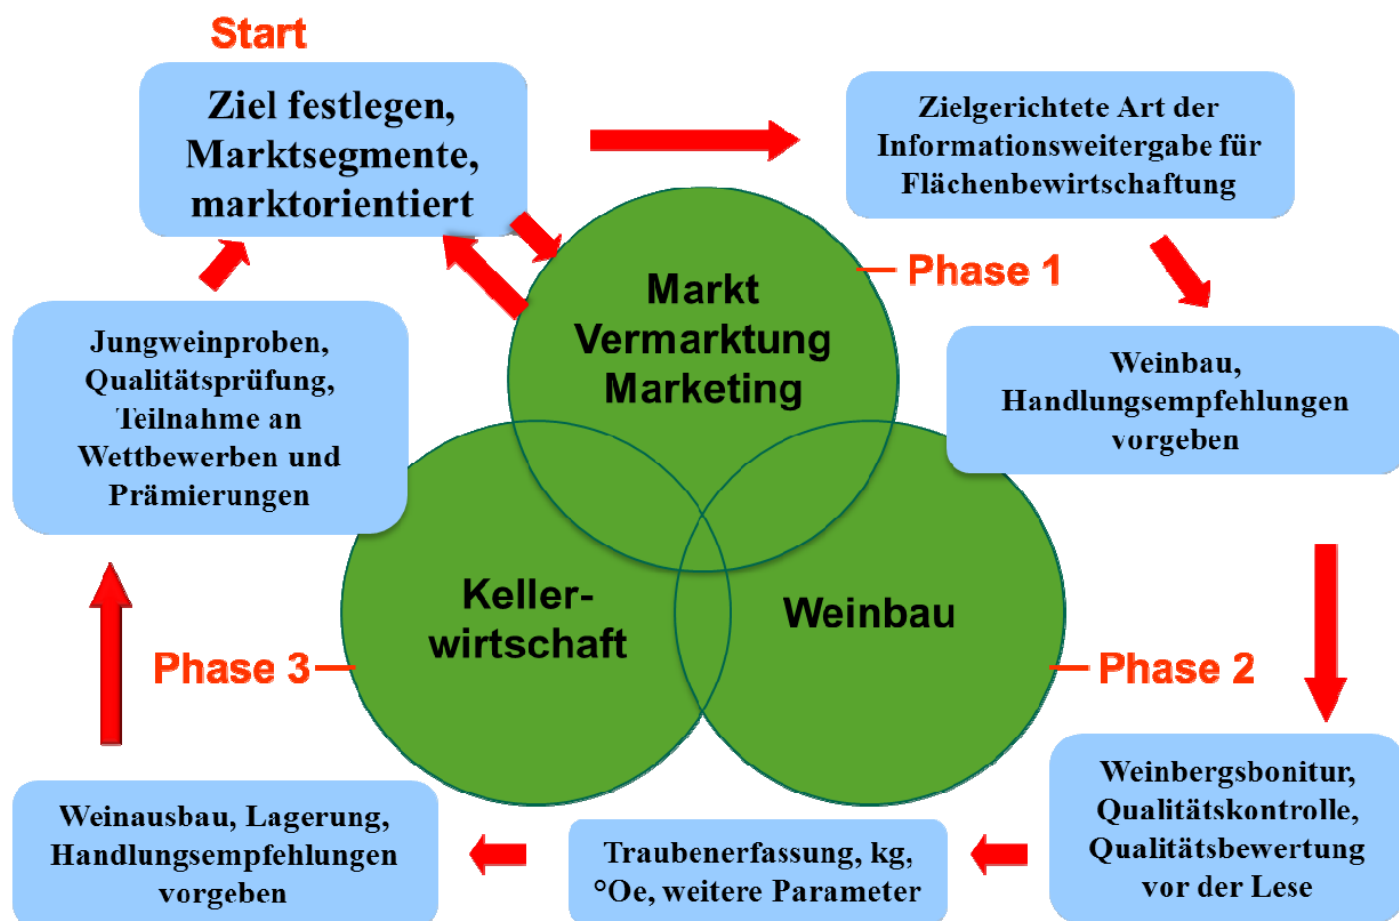 Start
Ziel festlegen,
Marktsegmente,
marktorientiert
Zielgerichtete Art der
Informationsweitergabe für
Flächenbewirtschaftung
Phase 1
Markt
Vermarktung
Marketing
Weinbau,
Handlungsempfehlungen
vorgeben
Jungweinproben,
Qualitätsprüfung,
Teilnahme an
Wettbewerben und
Prämierungen
Keller-
wirtschaft
Weinbau
Phase 3
Phase 2
Weinbergsbonitur,
Qualitätskontrolle,
Qualitätsbewertung
vor der Lese
Traubenerfassung, kg,
°Oe, weitere Parameter
Weinausbau, Lagerung,
Handlungsempfehlungen
vorgeben